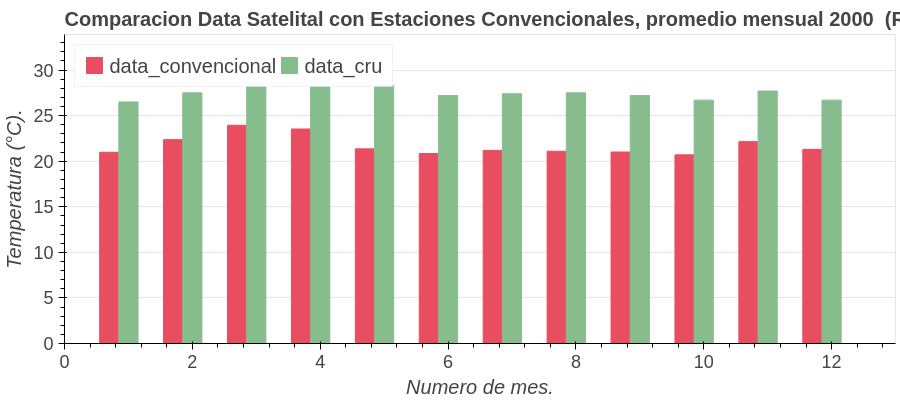 Comparacion Data Satelital con Estaciones Convencionales, promedio mensual 2000 (R
data_convencional data_cru
Temperatura (°C).
30
25
20
15
10
5
0
0 2 4 6 8 10 12
Numero de mes.